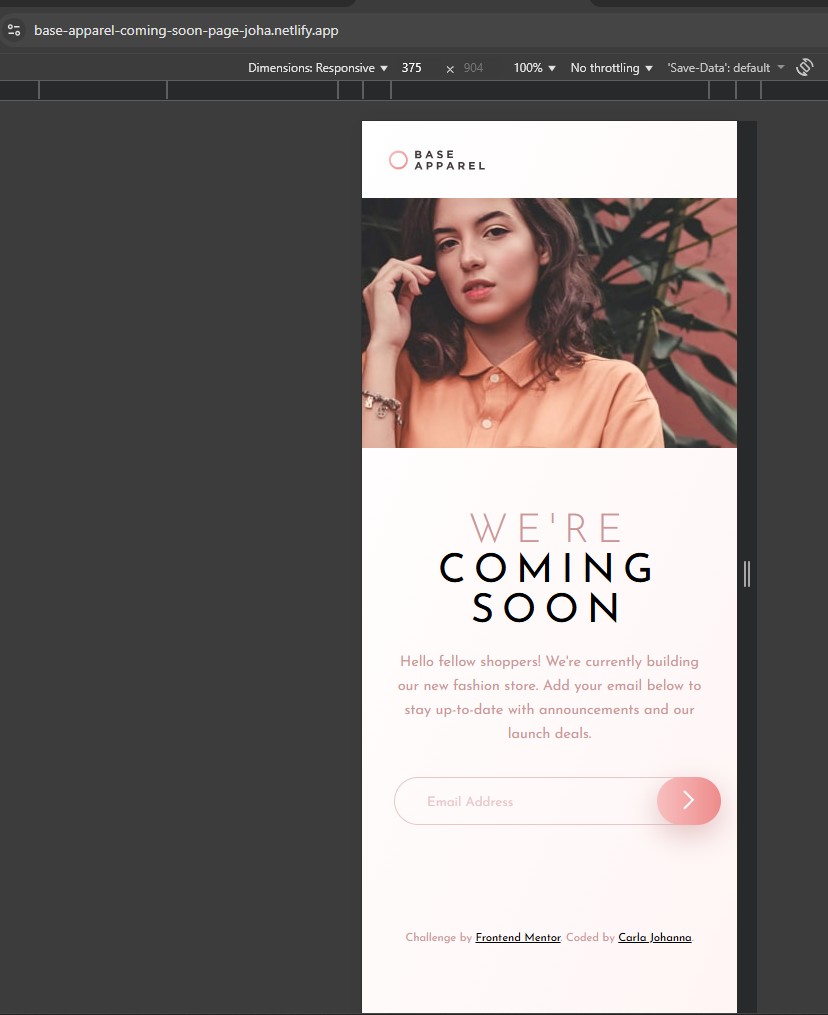 base-apparel-coming-soon-page-joha.netlify.app
Dimensions: Responsive 375 × 904 100% No throttling 'Save-Data': default
BASE
APPAREL
WE'RE
COMING
SOON
Hello fellow shoppers! We're currently building
our new fashion store. Add your email below to
stay up-to-date with announcements and our
launch deals.
Email Address
Challenge by Frontend Mentor. Coded by Carla Johanna.